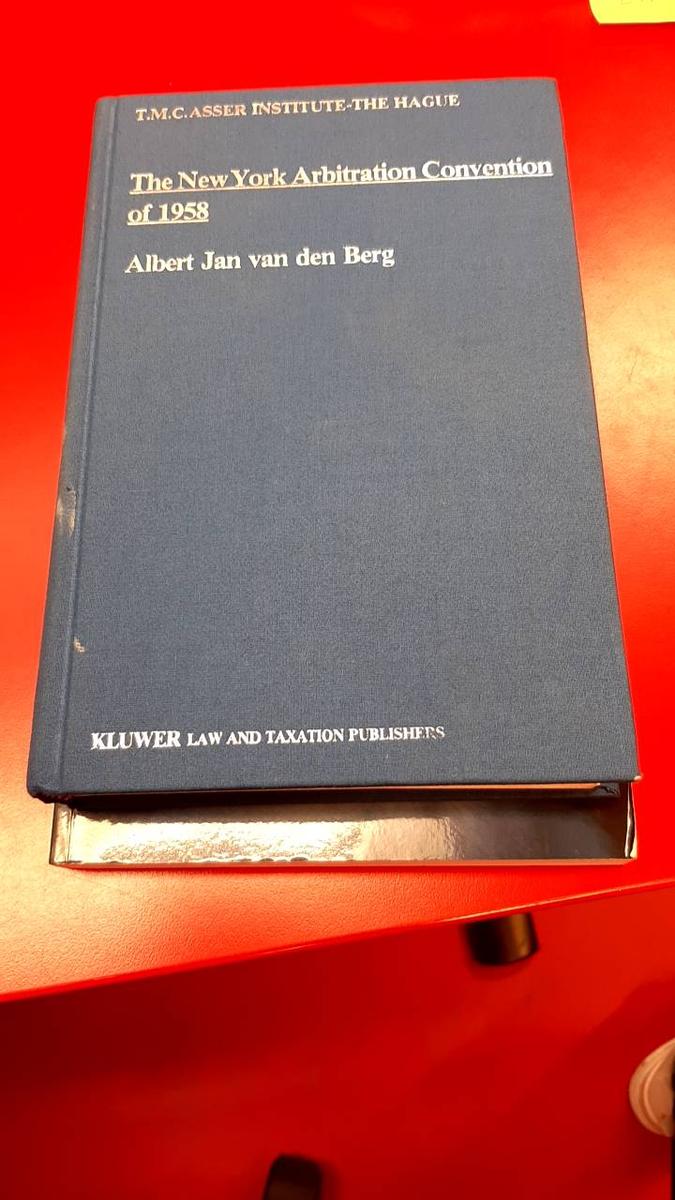 T.M.C. ASSER INSTITUTE-THE HAGUE
The New York Arbitration Convention
of 1958
Albert Jan van den Berg
KLUWER LAW AND TAXATION PUBLISHERS